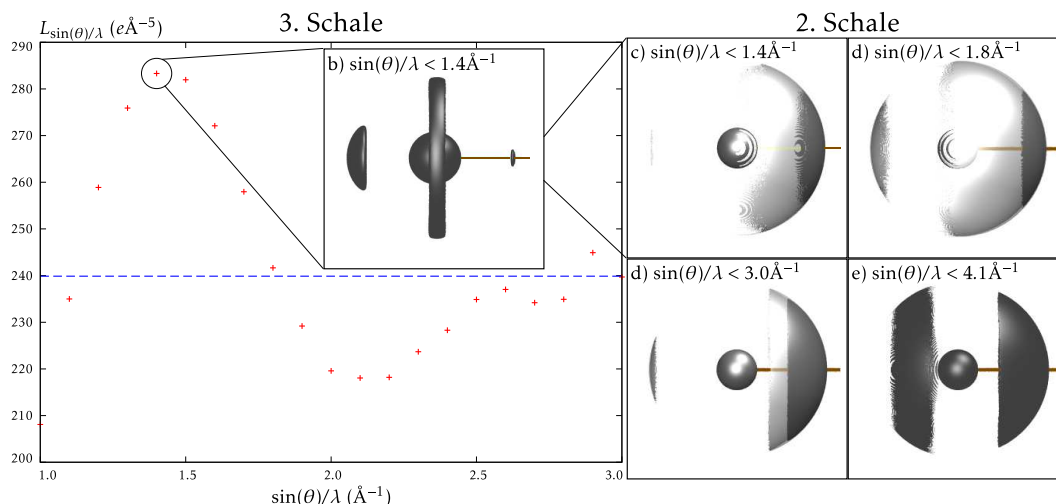 3. Schale
2. Schale
L sin(θ)/λ (eÅ⁻⁵)
290
280
270
260
250
240
230
220
210
200
1.0
1.5
2.0
2.5
3.0
sin(θ)/λ (Å⁻¹)
b) sin(θ)/λ < 1.4Å⁻¹
c) sin(θ)/λ < 1.4Å⁻¹
d) sin(θ)/λ < 1.8Å⁻¹
d) sin(θ)/λ < 3.0Å⁻¹
e) sin(θ)/λ < 4.1Å⁻¹